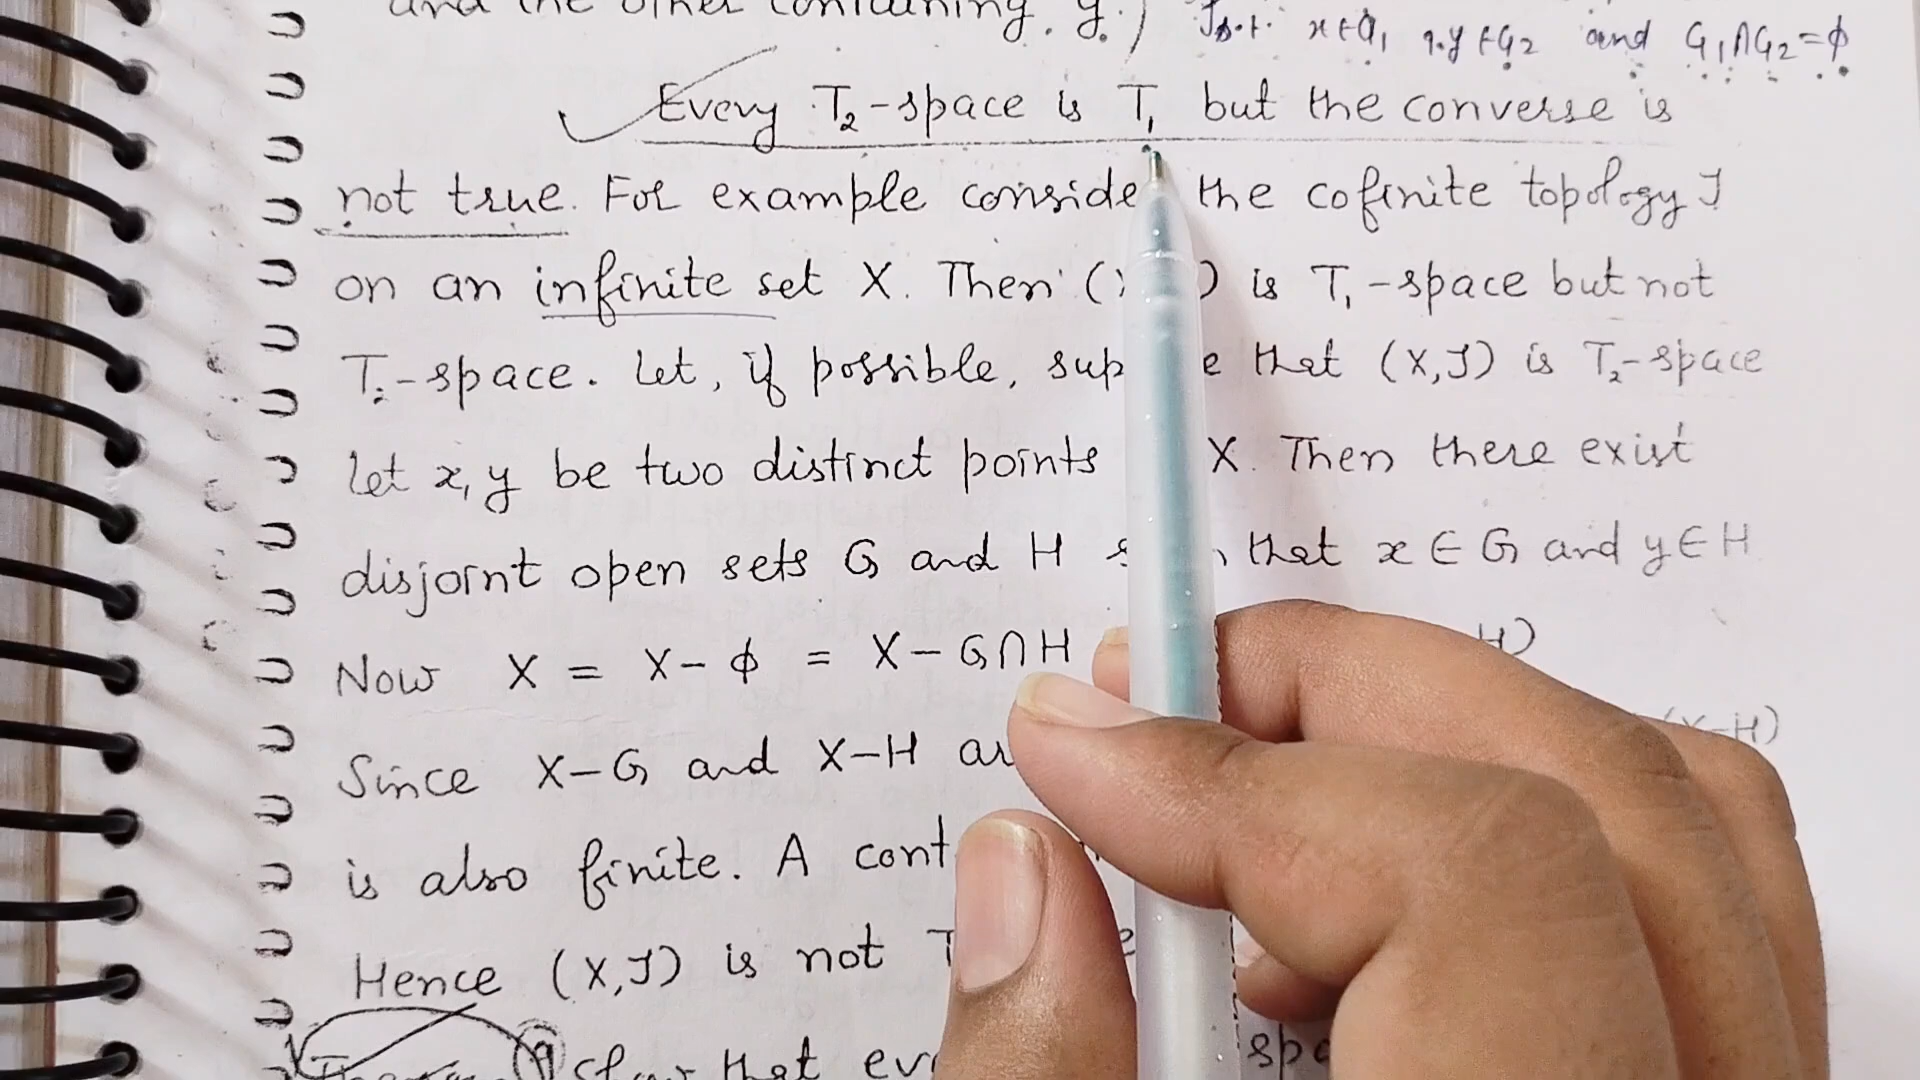 and the other containing y.) T s.t. x∈G₁ & y∈G₂ and G₁∩G₂=ϕ
Every T₂-space is T₁ but the converse is
not true. For example conside the cofinite topology J
on an infinite set X. Then ( ) is T₁-space but not
T₂-space. Let, if possible, that (X,J) is T₂-space
Let x, y be two distinct points X. Then there exist
disjoint open sets G and H that x∈G and y∈H
Now X = X-ϕ = X-G∩H H)
(X-H)
Since X-G and X-H
is also finite. A
Hence (X,J) is not
Show that